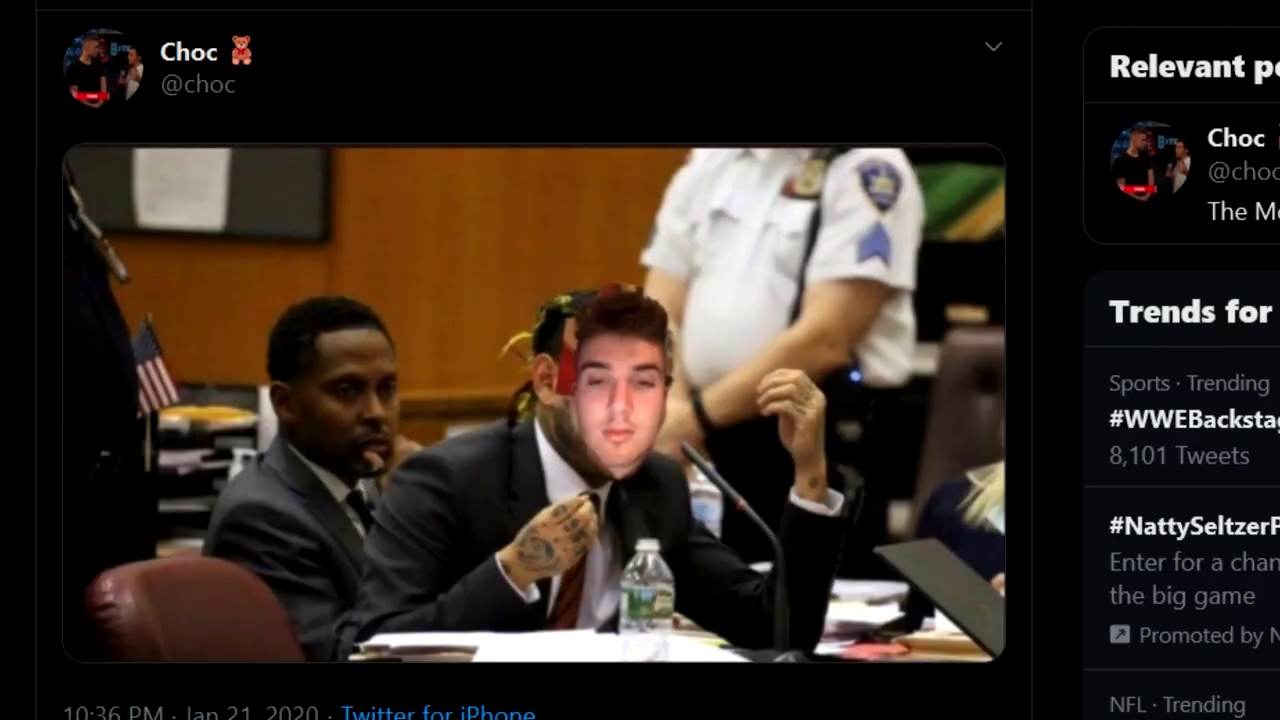 Choc 🧸
@choc
10:36 PM · Jan 21, 2020 · Twitter for iPhone
Relevant pe
Choc
@choc
The Me
Trends for
Sports · Trending
#WWEBacksta
8,101 Tweets
#NattySeltzerP
Enter for a chan
the big game
Promoted by N
NFL · Trending